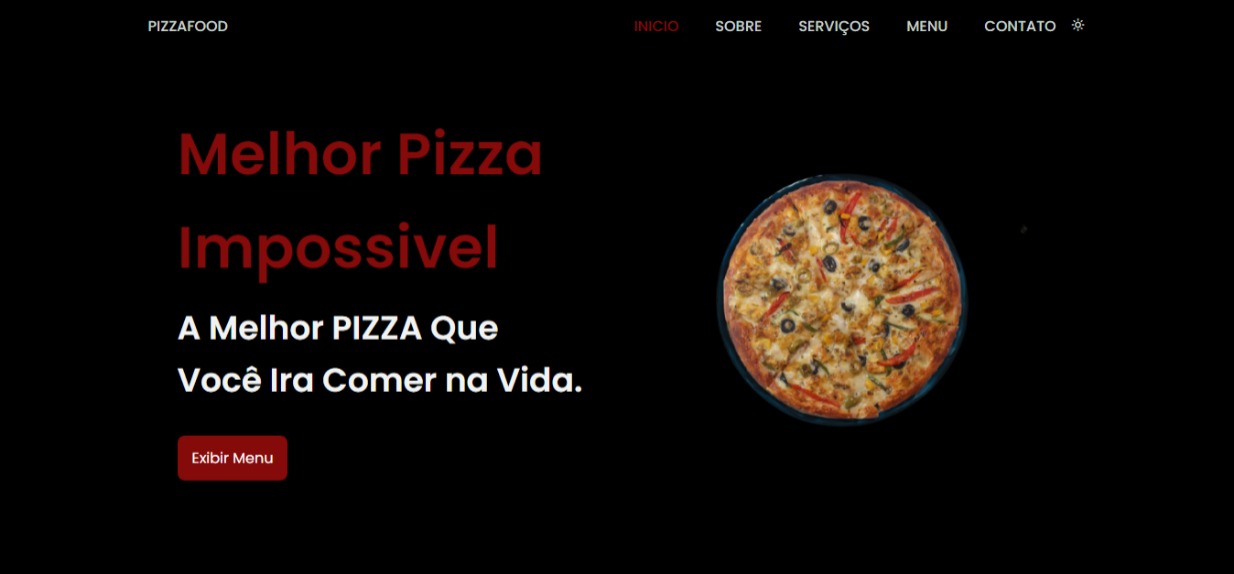 PIZZAFOOD
INICIO SOBRE SERVIÇOS MENU CONTATO
Melhor Pizza
Impossivel
A Melhor PIZZA Que
Você Ira Comer na Vida.
Exibir Menu